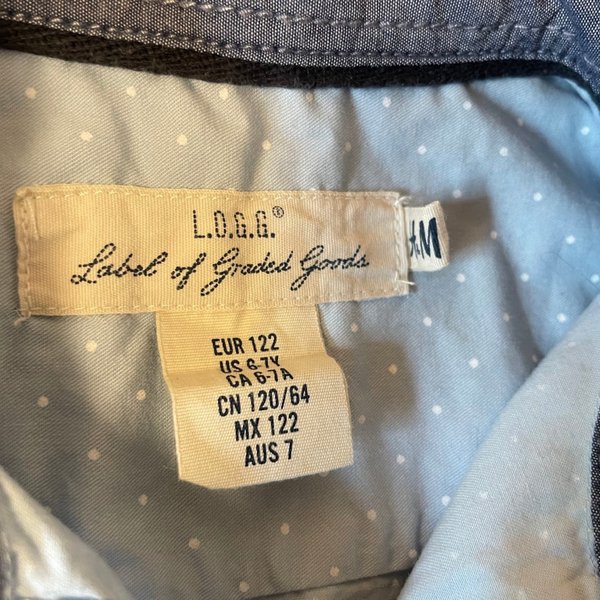 L.O.G.G.®
Label of Graded Goods
&M
EUR 122
US 6-7Y
CA 6-7A
CN 120/64
MX 122
AUS 7